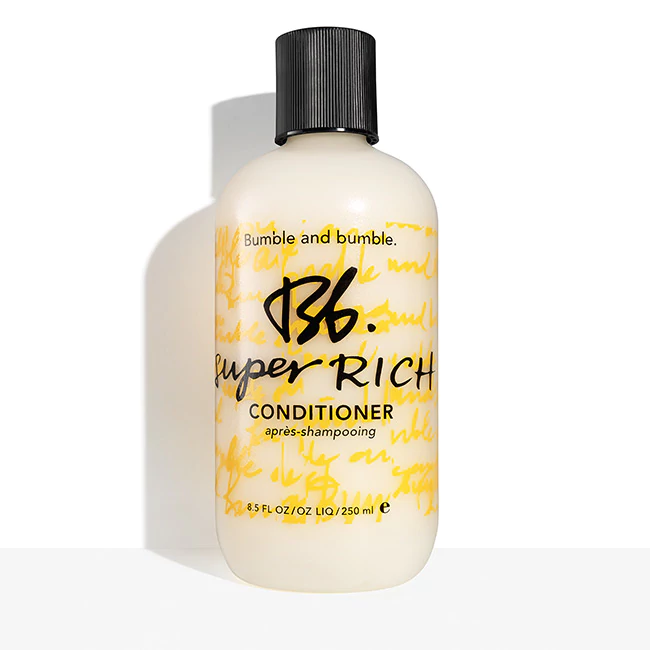 Bumble and bumble.
Bb.
super RICH
CONDITIONER
après-shampooing
8.5 FL OZ/OZ LIQ/250 ml e